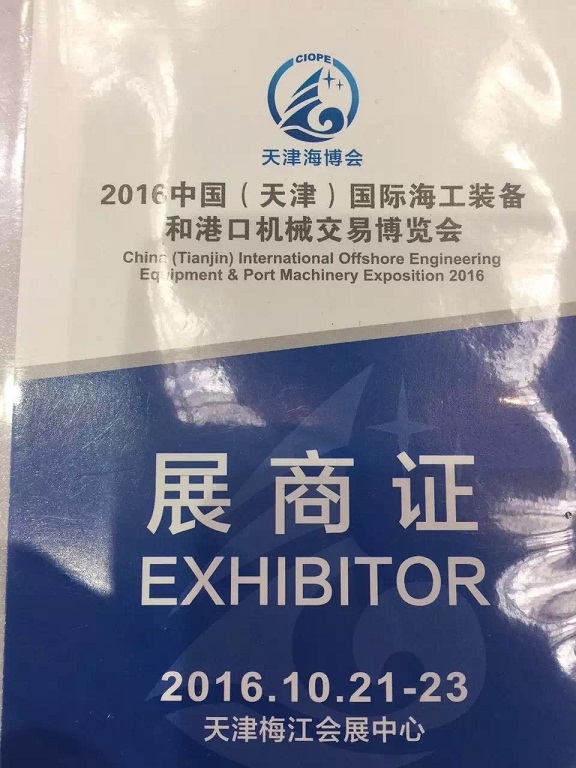 CIOPE
天津海博会
2016中国（天津）国际海工装备
和港口机械交易博览会
China (Tianjin) International Offshore Engineering
Equipment & Port Machinery Exposition 2016
展商证
EXHIBITOR
2016.10.21-23
天津梅江会展中心